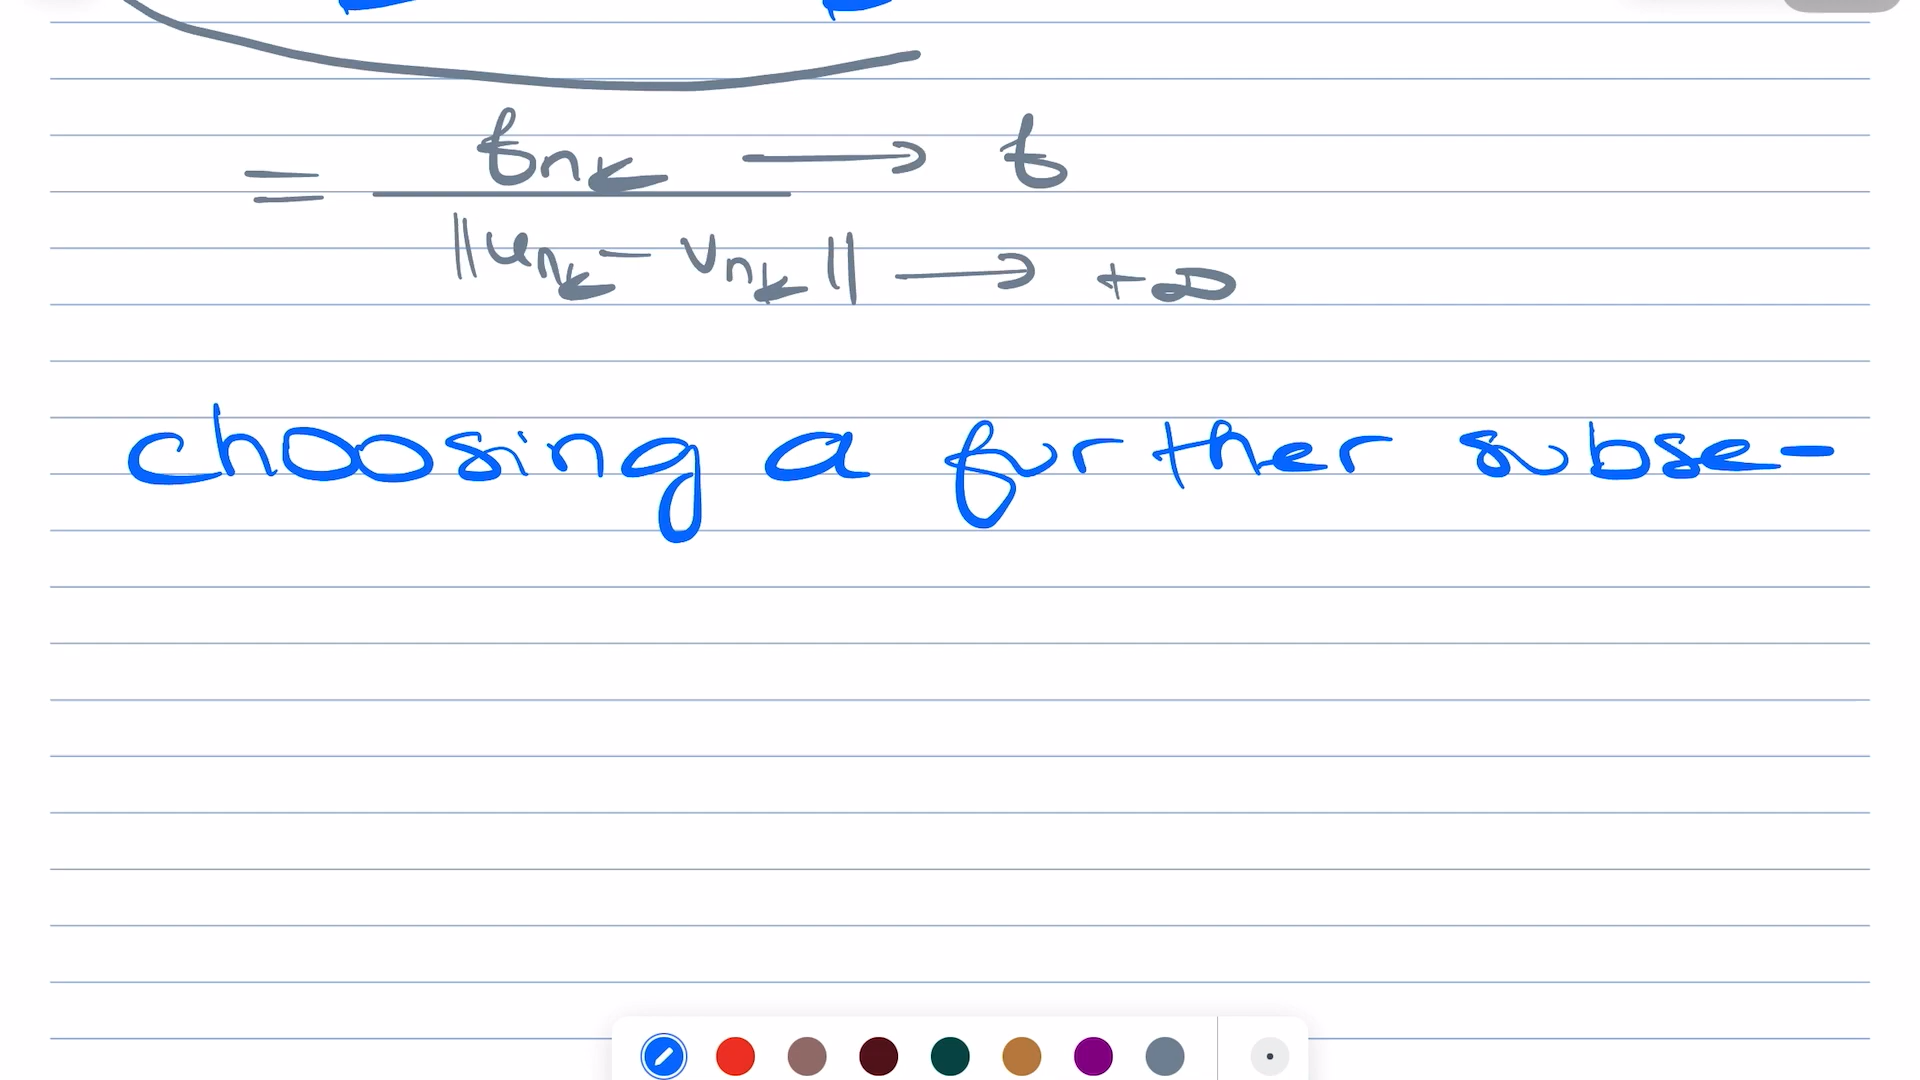 = f_{n_k} ⟶ f
‖u_{n_k} − v_{n_k}‖ ⟶ +∞
choosing a further subse-